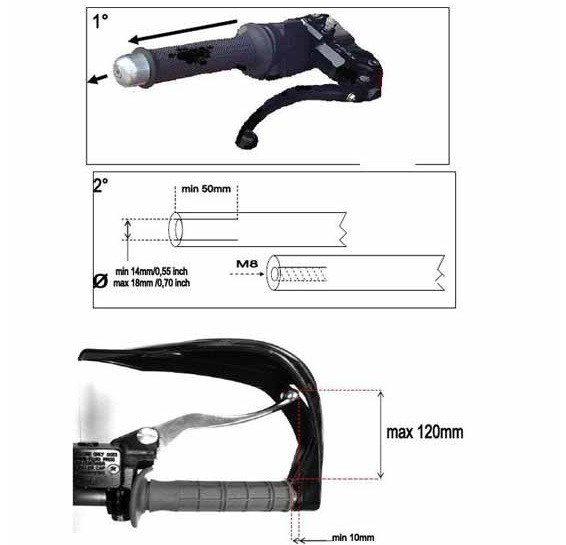 1°
2°
min 50mm
Ø
min 14mm/0,55 inch
max 18mm /0,70 inch
M8
max 120mm
min 10mm